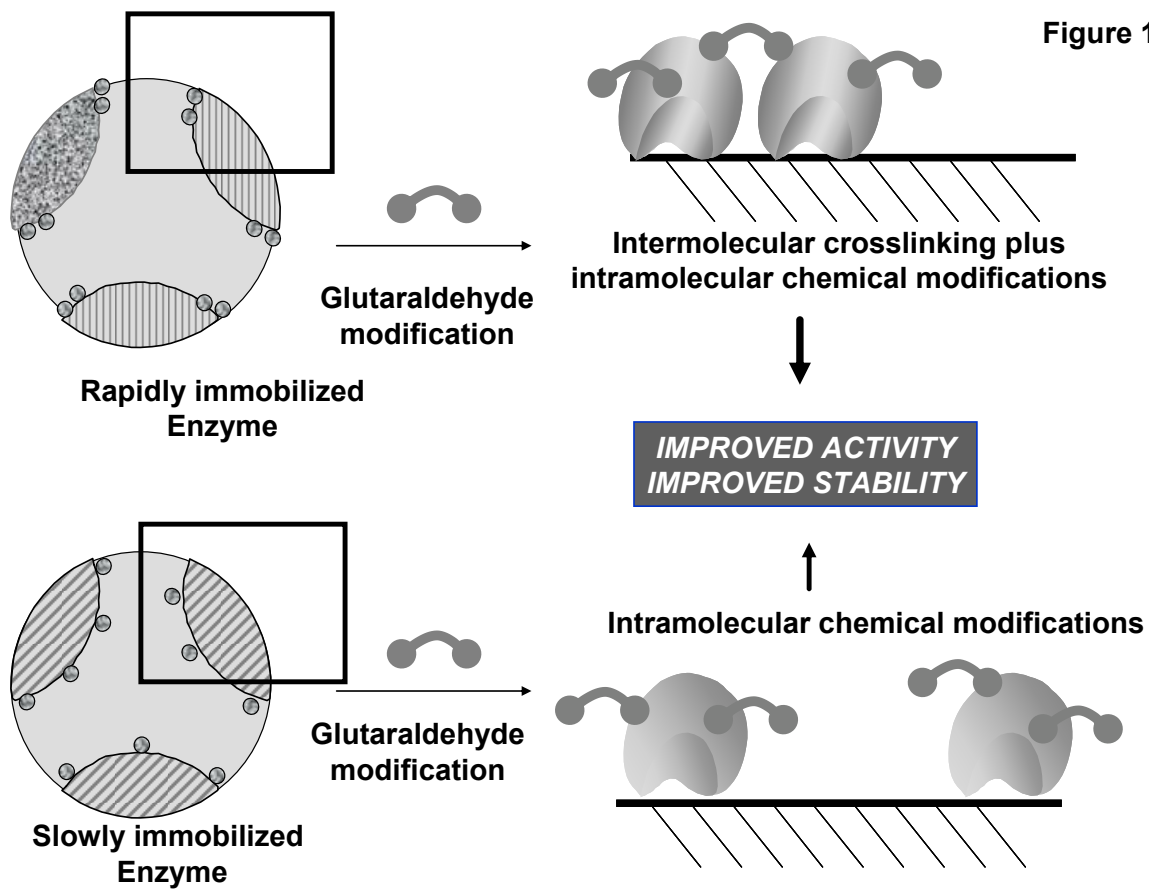 Figure 1
Glutaraldehyde
modification
Intermolecular crosslinking plus
intramolecular chemical modifications
Rapidly immobilized
Enzyme
IMPROVED ACTIVITY
IMPROVED STABILITY
Intramolecular chemical modifications
Glutaraldehyde
modification
Slowly immobilized
Enzyme